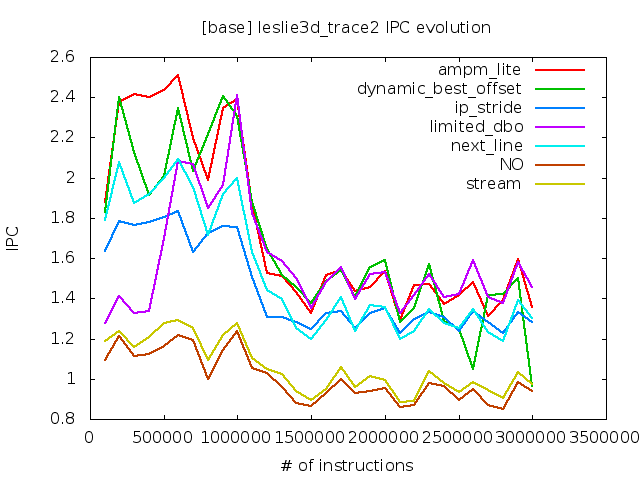 [base] leslie3d_trace2 IPC evolution
2.6
2.4
2.2
2
1.8
1.6
1.4
1.2
1
0.8
IPC
ampm_lite
dynamic_best_offset
ip_stride
limited_dbo
next_line
NO
stream
0 500000 1000000 1500000 2000000 2500000 3000000 3500000
# of instructions